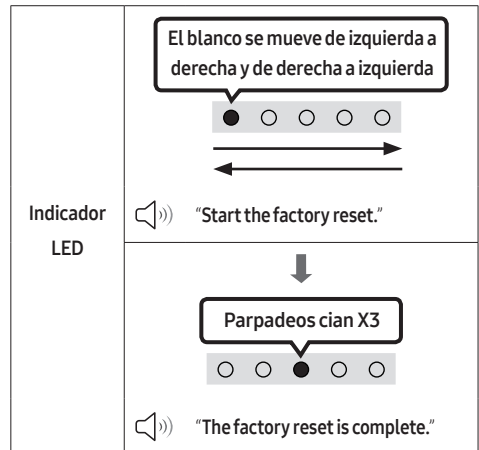 El blanco se mueve de izquierda a
derecha y de derecha a izquierda
Indicador
LED
"Start the factory reset."
Parpadeos cian X3
"The factory reset is complete."